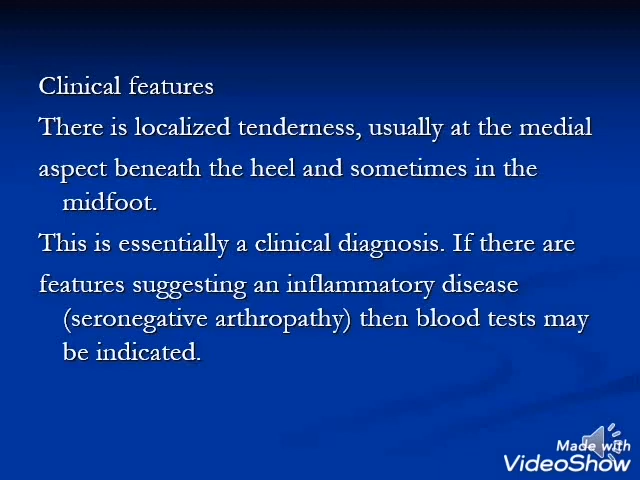 Clinical features
There is localized tenderness, usually at the medial
aspect beneath the heel and sometimes in the
midfoot.
This is essentially a clinical diagnosis. If there are
features suggesting an inflammatory disease
(seronegative arthropathy) then blood tests may
be indicated.
Made with
VideoShow